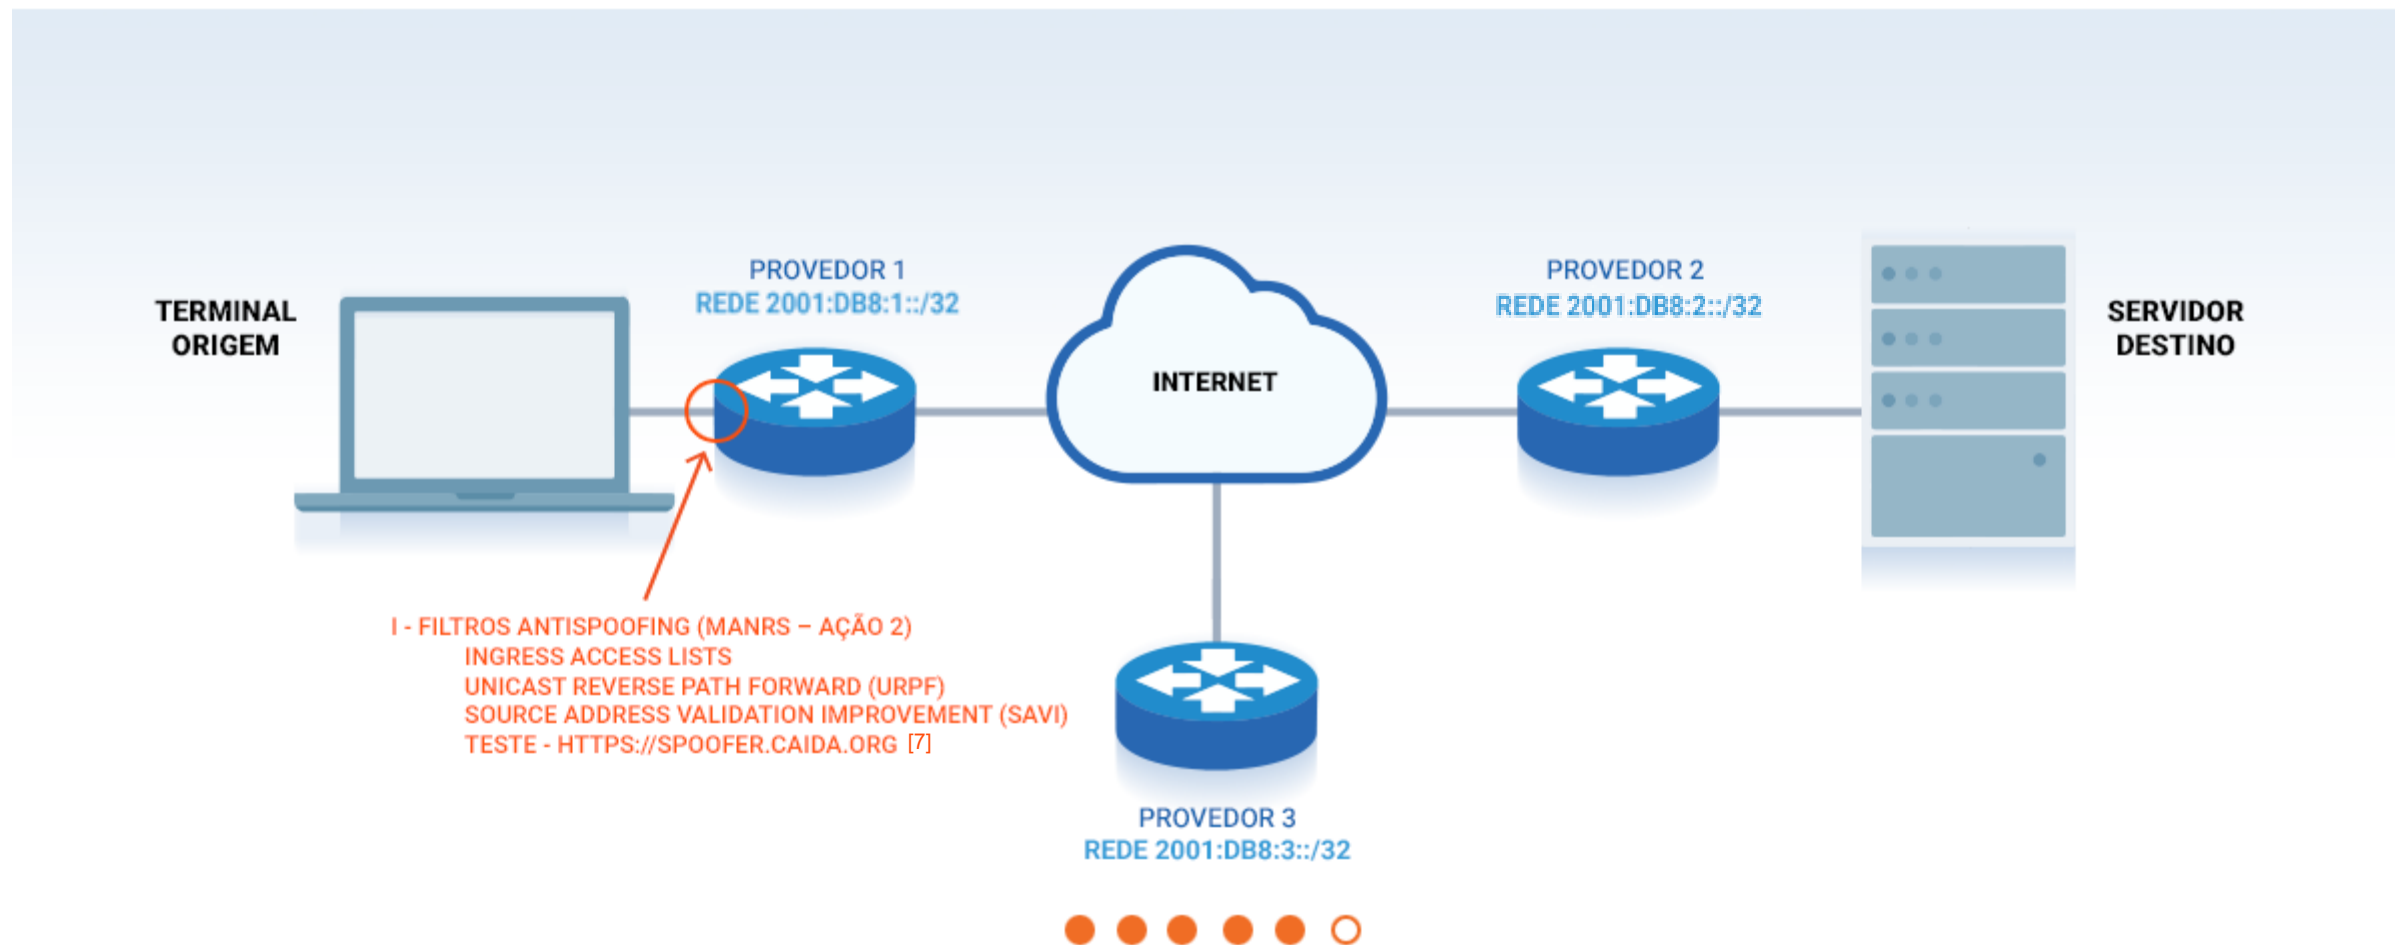 TERMINAL
ORIGEM
PROVEDOR 1
REDE 2001:DB8:1::/32
INTERNET
PROVEDOR 2
REDE 2001:DB8:2::/32
SERVIDOR
DESTINO
I - FILTROS ANTISPOOFING (MANRS – AÇÃO 2)
INGRESS ACCESS LISTS
UNICAST REVERSE PATH FORWARD (URPF)
SOURCE ADDRESS VALIDATION IMPROVEMENT (SAVI)
TESTE - HTTPS://SPOOFER.CAIDA.ORG [7]
PROVEDOR 3
REDE 2001:DB8:3::/32